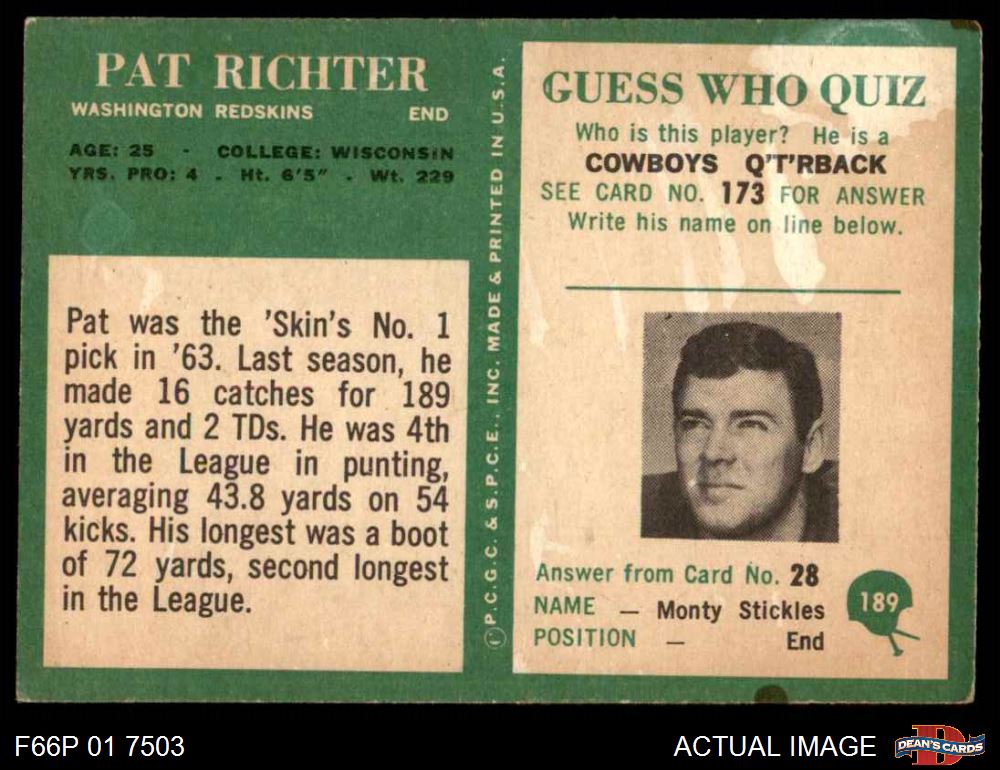 PAT RICHTER
WASHINGTON REDSKINS END
AGE: 25 - COLLEGE: WISCONSIN
YRS. PRO: 4 - Ht. 6'5" - Wt. 229
Pat was the 'Skin's No. 1
pick in '63. Last season, he
made 16 catches for 189
yards and 2 TDs. He was 4th
in the League in punting,
averaging 43.8 yards on 54
kicks. His longest was a boot
of 72 yards, second longest
in the League.
Ⓟ P.C.G.C. & S.P.C.E., INC. MADE & PRINTED IN U.S.A.
GUESS WHO QUIZ
Who is this player? He is a
COWBOYS Q'T'RBACK
SEE CARD NO. 173 FOR ANSWER
Write his name on line below.
Answer from Card No. 28
NAME — Monty Stickles
POSITION — End
189
F66P 01 7503
ACTUAL IMAGE
D
DEAN'S CARDS